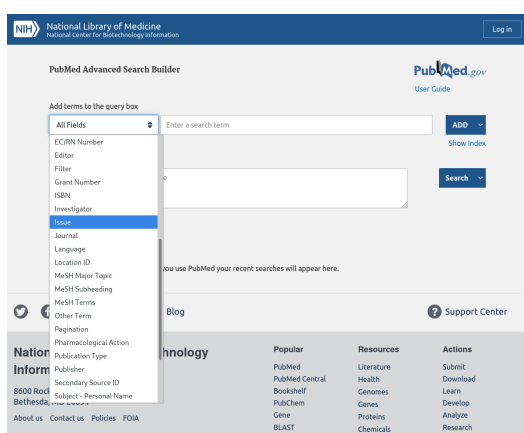 NIH National Library of Medicine
National Center for Biotechnology Information
Log in
PubMed Advanced Search Builder
PubMed.gov
User Guide
Add terms to the query box
All Fields
Enter a search term
ADD
Show Index
EC/RN Number
Editor
Filter
Grant Number
ISBN
Investigator
Issue
Journal
Language
Location ID
MeSH Major Topic
MeSH Subheading
MeSH Terms
Other Term
Pagination
Pharmacological Action
Publication Type
Publisher
Secondary Source ID
Subject - Personal Name
Search
you use PubMed your recent searches will appear here.
Blog
Support Center
hnology
8600 Rock
Bethesda,
About us Contact us Policies FOIA
Popular
PubMed
PubMed Central
Bookshelf
PubChem
Gene
BLAST
Resources
Literature
Health
Genomes
Genes
Proteins
Chemicals
Actions
Submit
Download
Learn
Develop
Analyze
Research